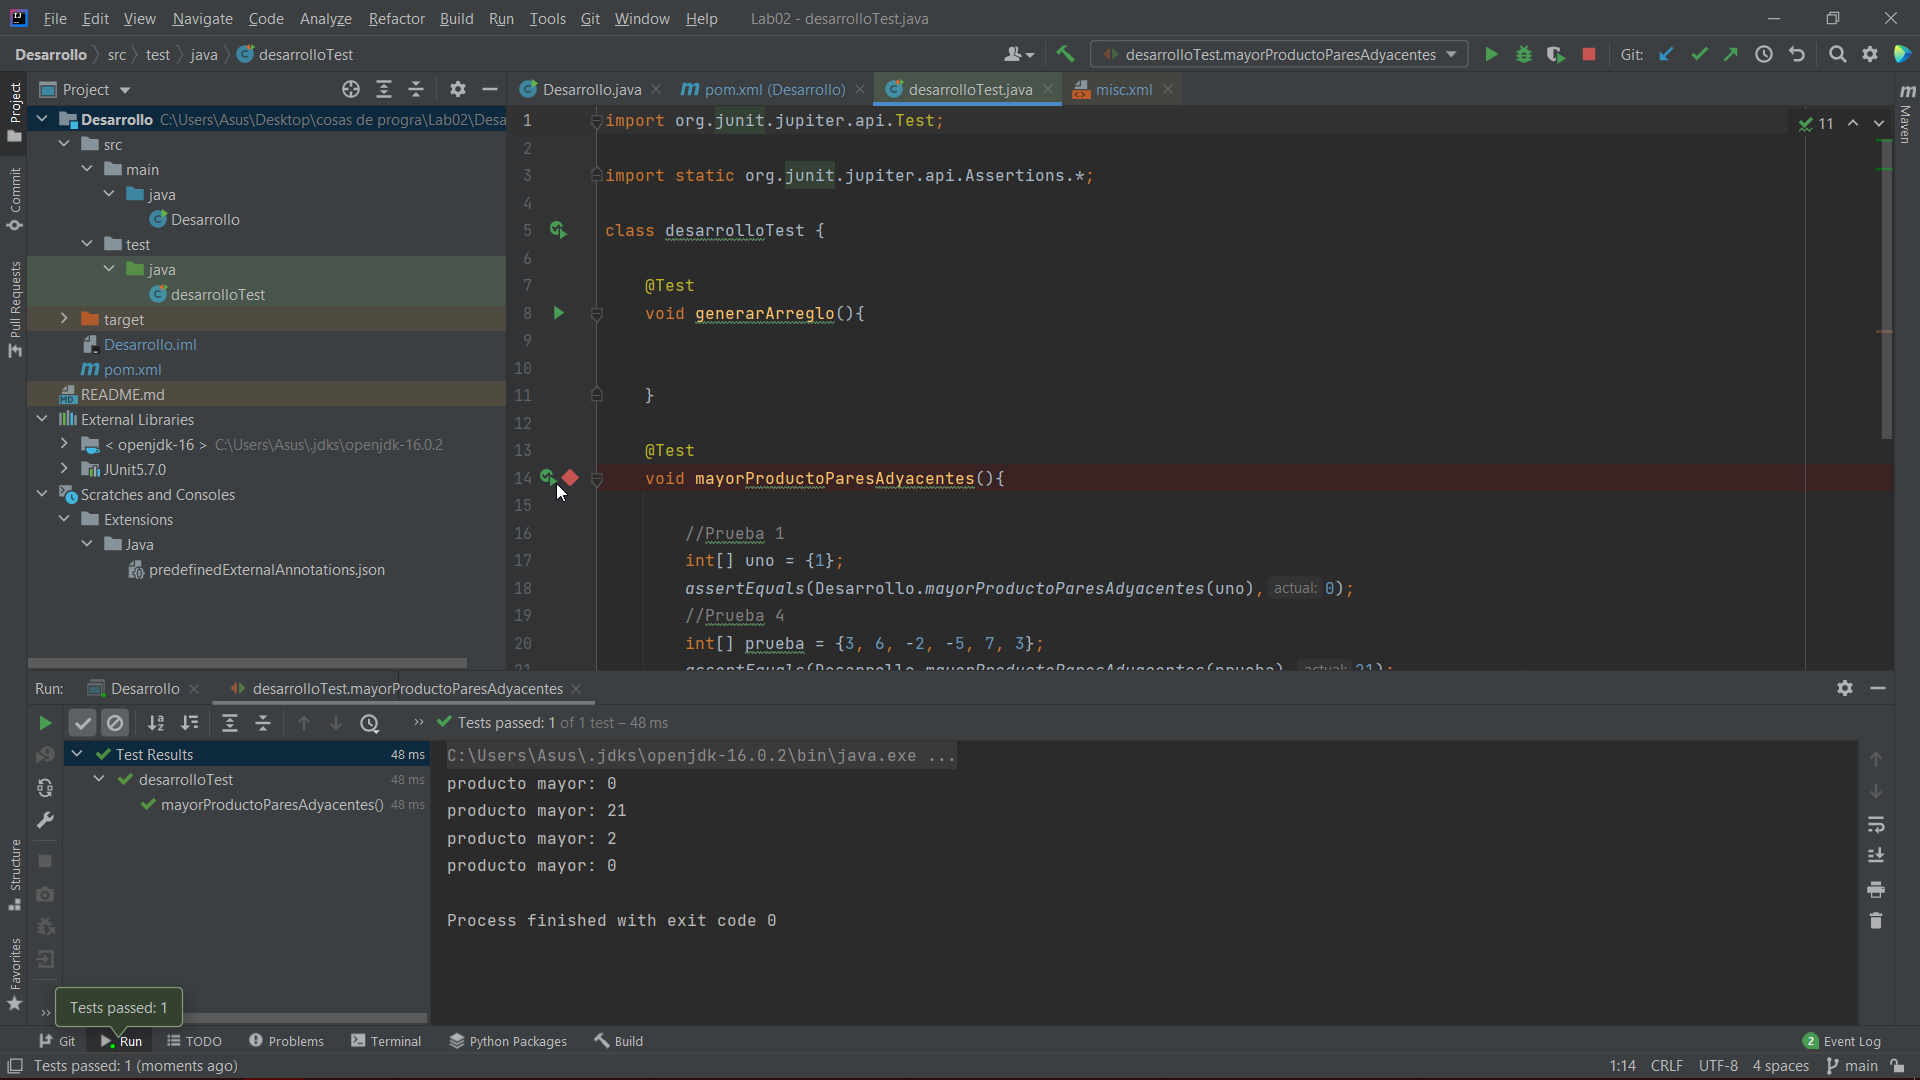 File Edit View Navigate Code Analyze Refactor Build Run Tools Git Window Help Lab02 - desarrolloTest.java
Desarrollo src test java desarrolloTest desarrolloTest.mayorProductoParesAdyacentes Git:
Project Desarrollo.java pom.xml (Desarrollo) desarrolloTest.java misc.xml
Project
Commit
Pull Requests
Structure
Favorites
Maven
Desarrollo C:\Users\Asus\Desktop\cosas de progra\Lab02\Desa
src
main
java
Desarrollo
test
java
desarrolloTest
target
Desarrollo.iml
pom.xml
README.md
External Libraries
< openjdk-16 > C:\Users\Asus\.jdks\openjdk-16.0.2
JUnit5.7.0
Scratches and Consoles
Extensions
Java
predefinedExternalAnnotations.json
11
1 import org.junit.jupiter.api.Test;
2
3 import static org.junit.jupiter.api.Assertions.*;
4
5 class desarrolloTest {
6
7 @Test
8 void generarArreglo(){
9
10
11 }
12
13 @Test
14 void mayorProductoParesAdyacentes(){
15
16 //Prueba 1
17 int[] uno = {1};
18 assertEquals(Desarrollo.mayorProductoParesAdyacentes(uno), actual: 0);
19 //Prueba 4
20 int[] prueba = {3, 6, -2, -5, 7, 3};
21 assertEquals(Desarrollo.mayorProductoParesAdyacentes(prueba), actual: 21);
Run: Desarrollo desarrolloTest.mayorProductoParesAdyacentes
Tests passed: 1 of 1 test – 48 ms
Test Results 48 ms
desarrolloTest 48 ms
mayorProductoParesAdyacentes() 48 ms
C:\Users\Asus\.jdks\openjdk-16.0.2\bin\java.exe ...
producto mayor: 0
producto mayor: 21
producto mayor: 2
producto mayor: 0
Process finished with exit code 0
Tests passed: 1
Git Run TODO Problems Terminal Python Packages Build 2 Event Log
Tests passed: 1 (moments ago) 1:14 CRLF UTF-8 4 spaces main